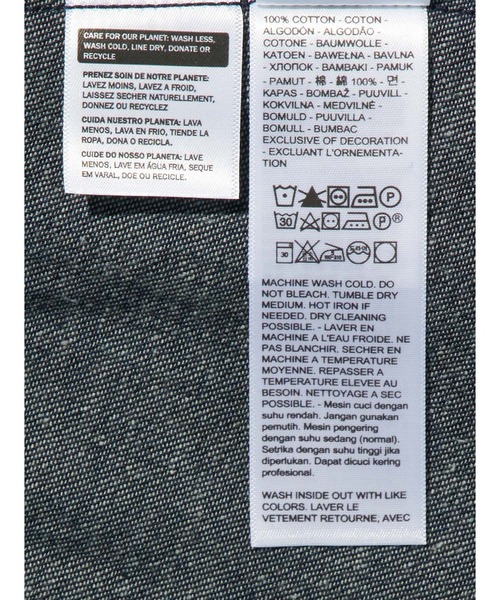 CARE FOR OUR PLANET: WASH LESS,
WASH COLD, LINE DRY, DONATE OR
RECYCLE
PRENEZ SOIN DE NOTRE PLANETE:
LAVEZ MOINS, LAVEZ A FROID,
LAISSEZ SECHER NATURELLEMENT,
DONNEZ OU RECYCLEZ
CUIDA NUESTRO PLANETA: LAVA
MENOS, LAVA EN FRIO, TIENDE LA
ROPA, DONA O RECICLA.
CUIDE DO NOSSO PLANETA: LAVE
MENOS, LAVE EM ÁGUA FRIA, SEQUE
EM VARAL, DOE OU RECICLE.
100% COTTON - COTON -
ALGODÓN - ALGODÃO -
COTONE - BAUMWOLLE -
KATOEN - BAWEŁNA - BAVLNA
- ΧΠΟΠΟΚ - BAMBAKI - PAMUK
- PAMUT - 棉 - 綿 100% - 면 -
KAPAS - BOMBAŽ - PUUVILL -
KOKVILNA - MEDVILNĖ -
BOMULD - PUUVILLA -
BOMULL - BUMBAC
EXCLUSIVE OF DECORATION
- EXCLUANT L'ORNEMENTA-
TION
P
30 P ®
30
MACHINE WASH COLD. DO
NOT BLEACH. TUMBLE DRY
MEDIUM. HOT IRON IF
NEEDED. DRY CLEANING
POSSIBLE. - LAVER EN
MACHINE A L'EAU FROIDE. NE
PAS BLANCHIR. SECHER EN
MACHINE A TEMPERATURE
MOYENNE. REPASSER A
TEMPERATURE ELEVEE AU
BESOIN. NETTOYAGE A SEC
POSSIBLE. - Mesin cuci dengan
suhu rendah. Jangan gunakan
pemutih. Mesin pengering
dengan suhu sedang (normal).
Setrika dengan suhu tinggi jika
diperlukan. Dapat dicuci kering
profesional.
WASH INSIDE OUT WITH LIKE
COLORS. LAVER LE
VETEMENT RETOURNE, AVEC